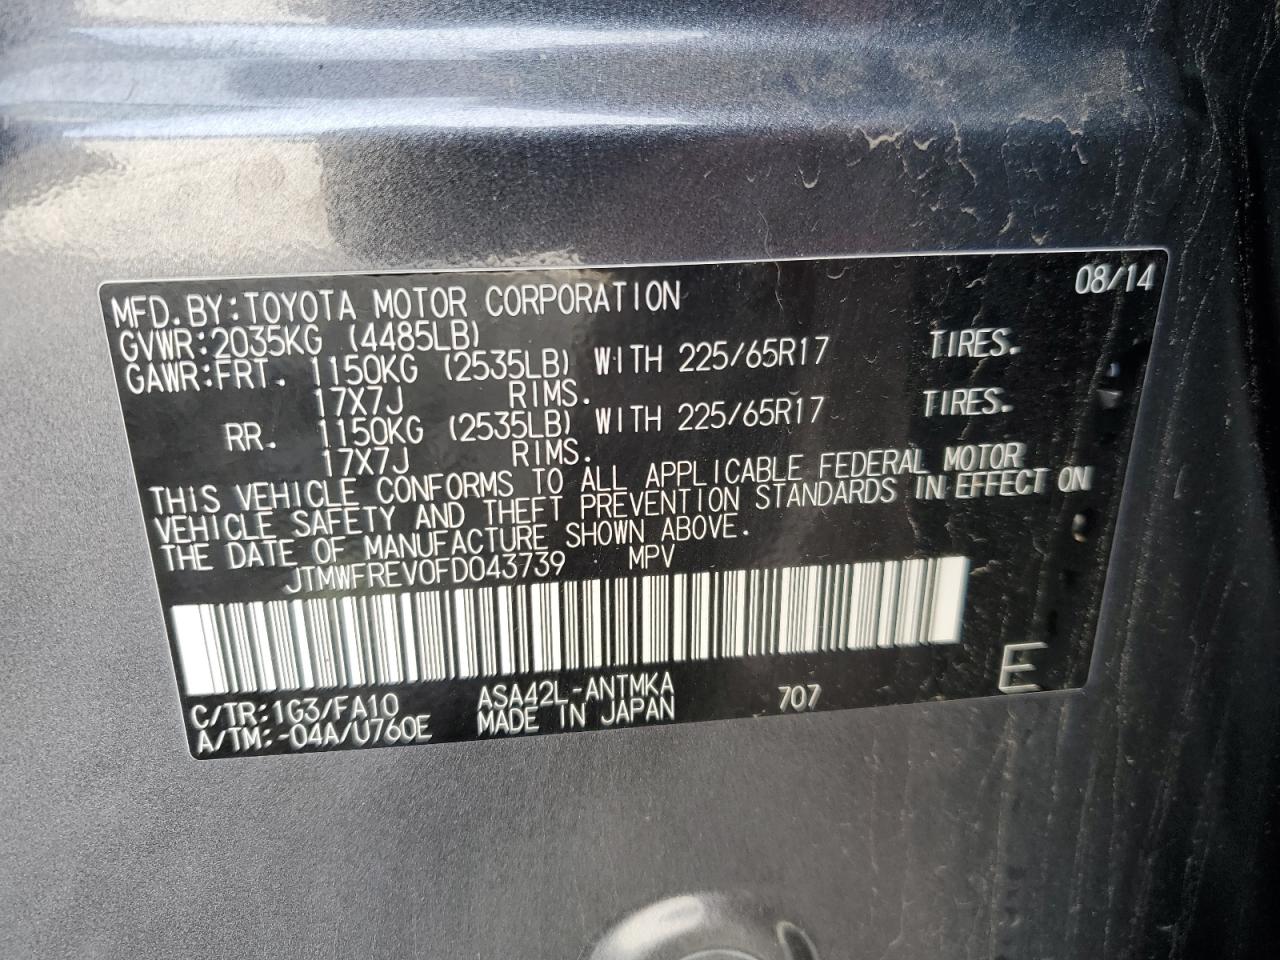 MFD.BY:TOYOTA MOTOR CORPORATION 08/14
GVWR:2035KG (4485LB)
GAWR:FRT. 1150KG (2535LB) WITH 225/65R17 TIRES.
17X7J RIMS.
RR. 1150KG (2535LB) WITH 225/65R17 TIRES.
17X7J RIMS.
THIS VEHICLE CONFORMS TO ALL APPLICABLE FEDERAL MOTOR
VEHICLE SAFETY AND THEFT PREVENTION STANDARDS IN EFFECT ON
THE DATE OF MANUFACTURE SHOWN ABOVE.
JTMWFREV0FD043739 MPV
C/TR:1G3/FA10 ASA42L-ANTMKA 707 E
A/TM:-04A/U760E MADE IN JAPAN